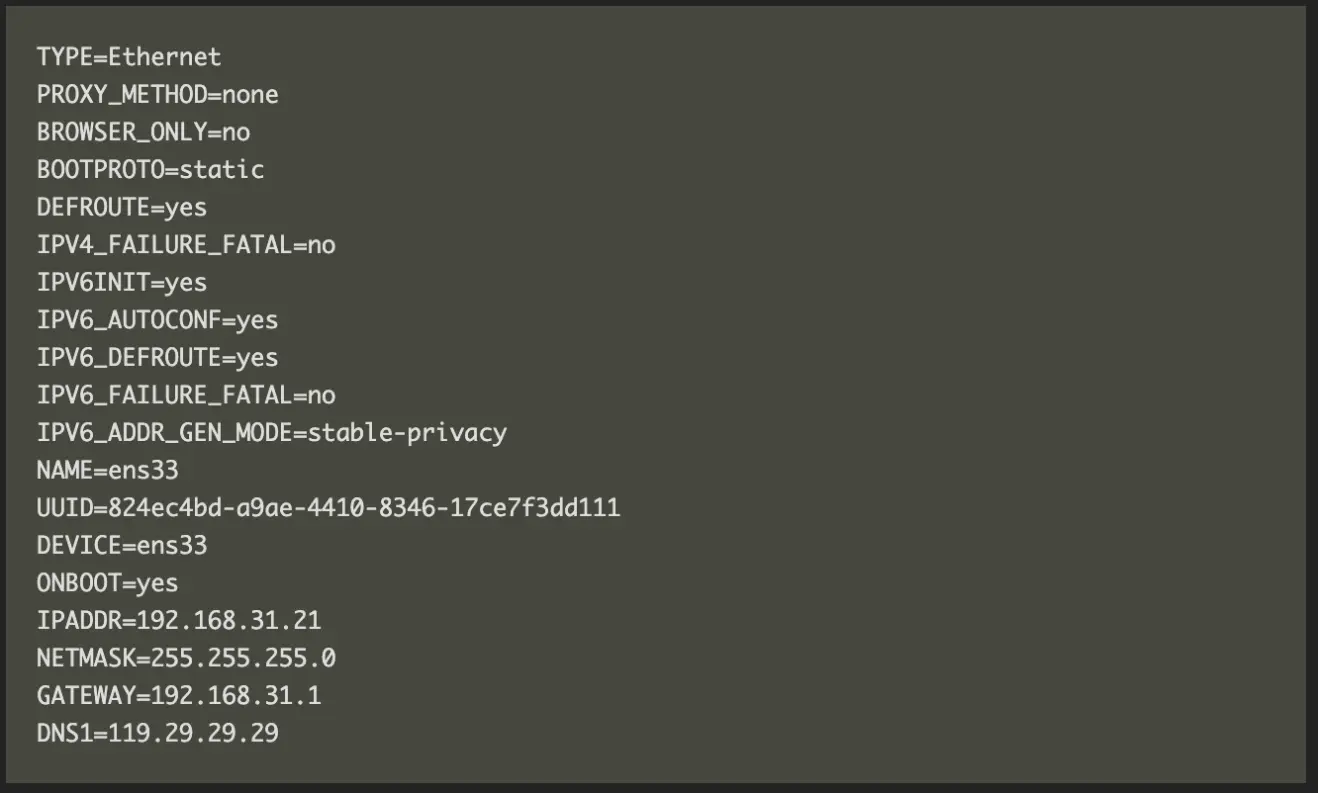 TYPE=Ethernet
PROXY_METHOD=none
BROWSER_ONLY=no
BOOTPROTO=static
DEFROUTE=yes
IPV4_FAILURE_FATAL=no
IPV6INIT=yes
IPV6_AUTOCONF=yes
IPV6_DEFROUTE=yes
IPV6_FAILURE_FATAL=no
IPV6_ADDR_GEN_MODE=stable-privacy
NAME=ens33
UUID=824ec4bd-a9ae-4410-8346-17ce7f3dd111
DEVICE=ens33
ONBOOT=yes
IPADDR=192.168.31.21
NETMASK=255.255.255.0
GATEWAY=192.168.31.1
DNS1=119.29.29.29